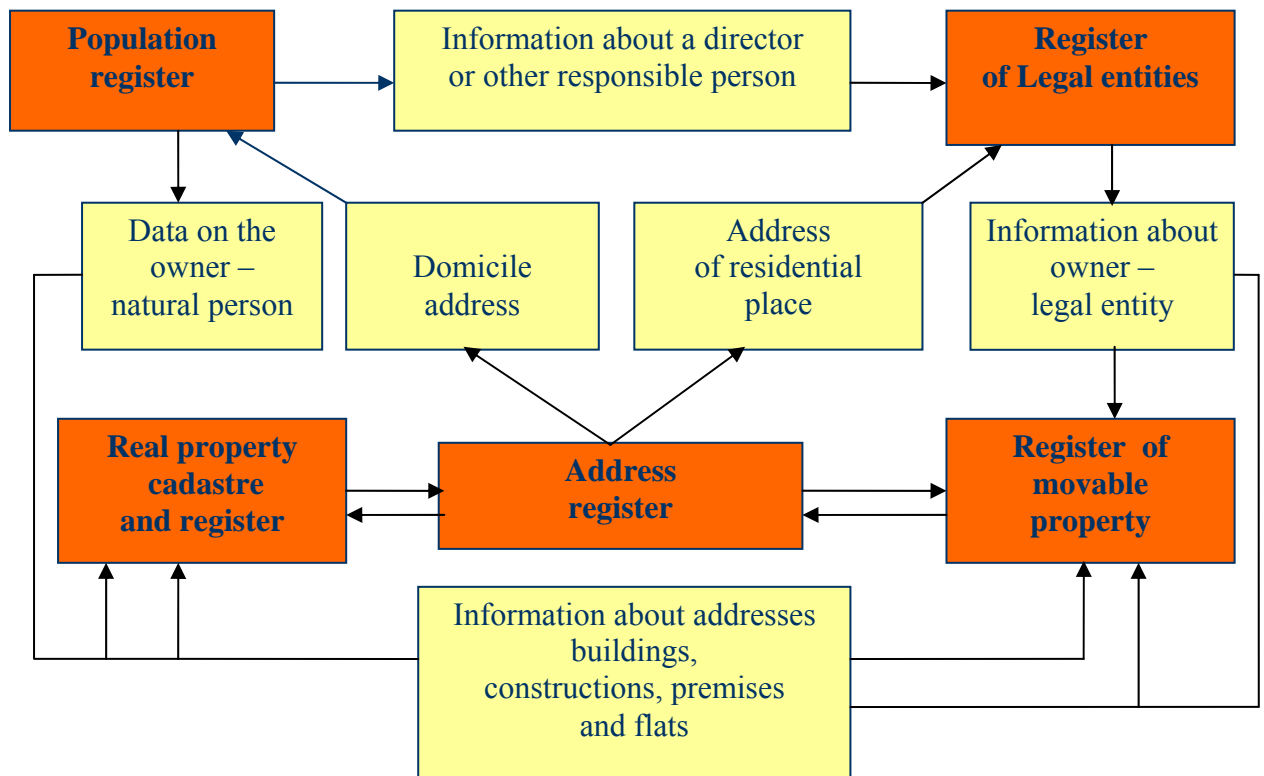 Population
register
Information about a director
or other responsible person
Register
of Legal entities
Data on the
owner –
natural person
Domicile
address
Address
of residential
place
Information about
owner –
legal entity
Real property
cadastre
and register
Address
register
Register of
movable
property
Information about addresses
buildings,
constructions, premises
and flats